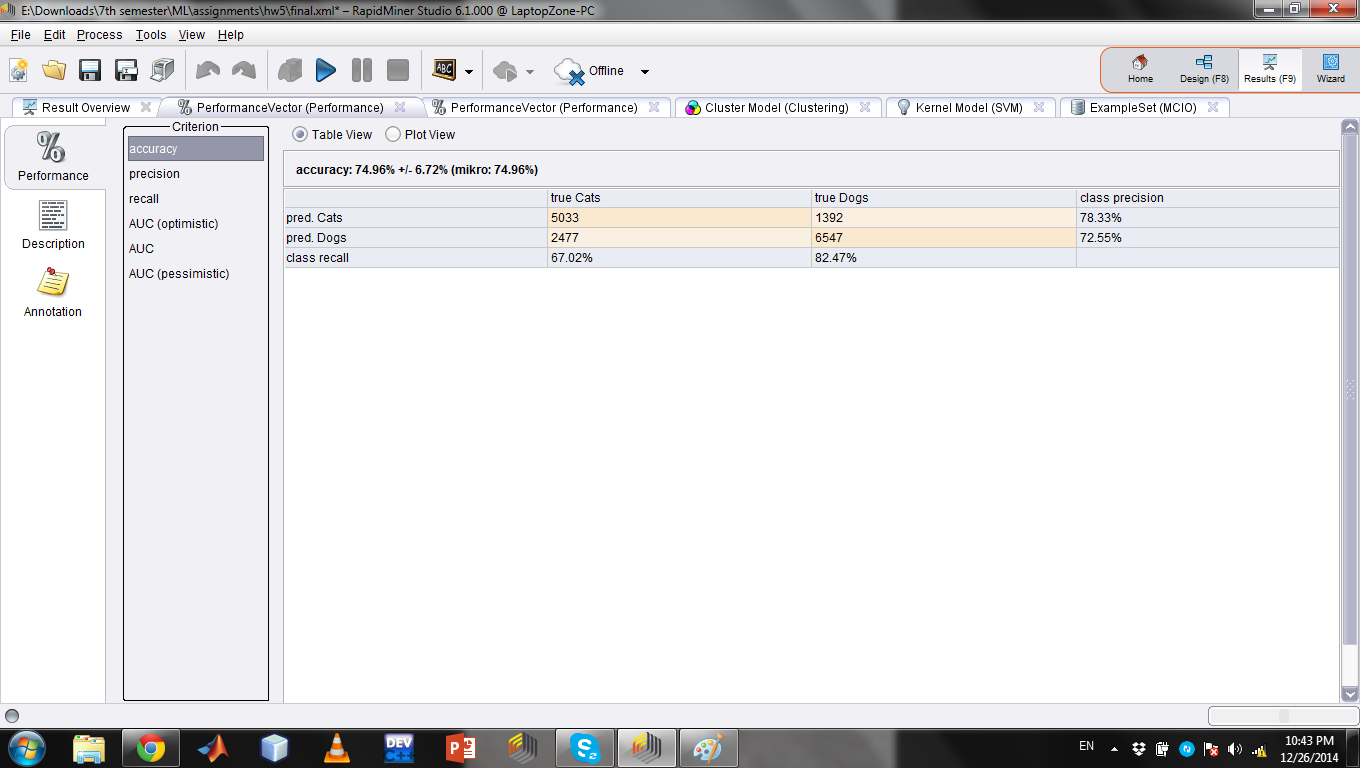 E:\Downloads\7th semester\ML\assignments\hw5\final.xml* – RapidMiner Studio 6.1.000 @ LaptopZone-PC
File Edit Process Tools View Help
ABC Offline Home Design (F8) Results (F9) Wizard
Result Overview PerformanceVector (Performance) PerformanceVector (Performance) Cluster Model (Clustering) Kernel Model (SVM) ExampleSet (MCIO)
%
Performance
Description
Annotation
Criterion
accuracy
precision
recall
AUC (optimistic)
AUC
AUC (pessimistic)
Table View Plot View
accuracy: 74.96% +/- 6.72% (mikro: 74.96%)
true Cats true Dogs class precision
pred. Cats 5033 1392 78.33%
pred. Dogs 2477 6547 72.55%
class recall 67.02% 82.47%
DEV C++ P S EN 10:43 PM
12/26/2014